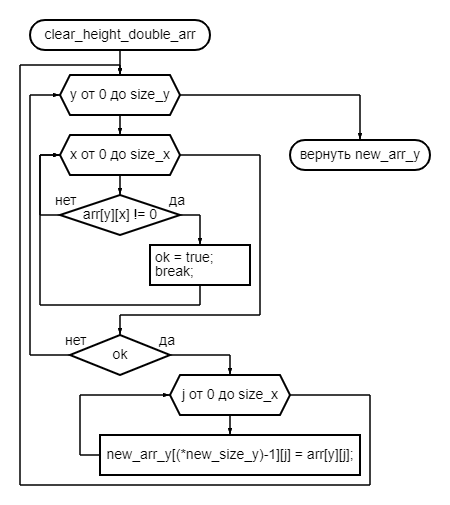 clear_height_double_arr
y от 0 до size_y
x от 0 до size_x
вернуть new_arr_y
нет
да
arr[y][x] != 0
ok = true;
break;
нет
да
ok
j от 0 до size_x
new_arr_y[(*new_size_y)-1][j] = arr[y][j];